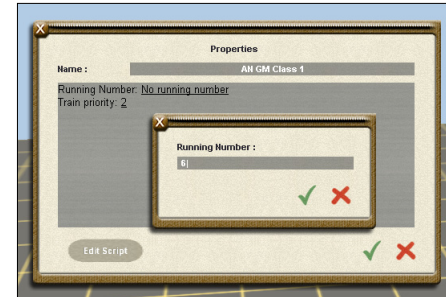 X
Properties
Name : AN GM Class 1
Running Number: No running number
Train priority: 2
X
Running Number :
6
Edit Script